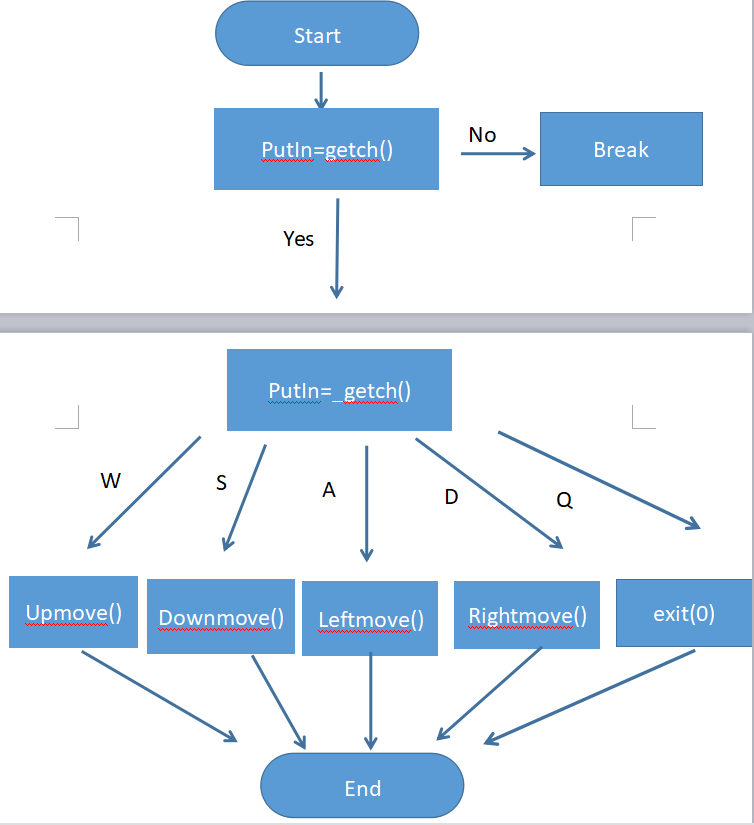 Start
PutIn=getch()
No
Break
Yes
PutIn=_getch()
W
S
A
D
Q
Upmove()
Downmove()
Leftmove()
Rightmove()
exit(0)
End